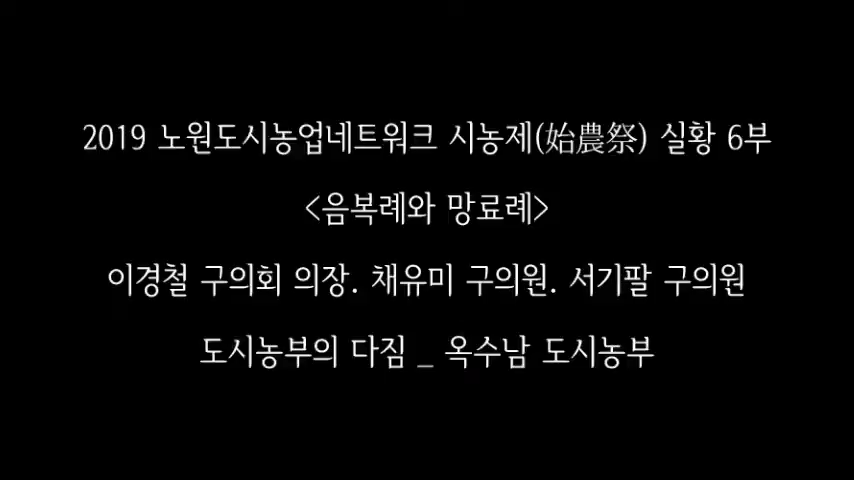 2019 노원도시농업네트워크 시농제(始農祭) 실황 6부
<음복례와 망료례>
이경철 구의회 의장. 채유미 구의원. 서기팔 구의원
도시농부의 다짐 _ 옥수남 도시농부